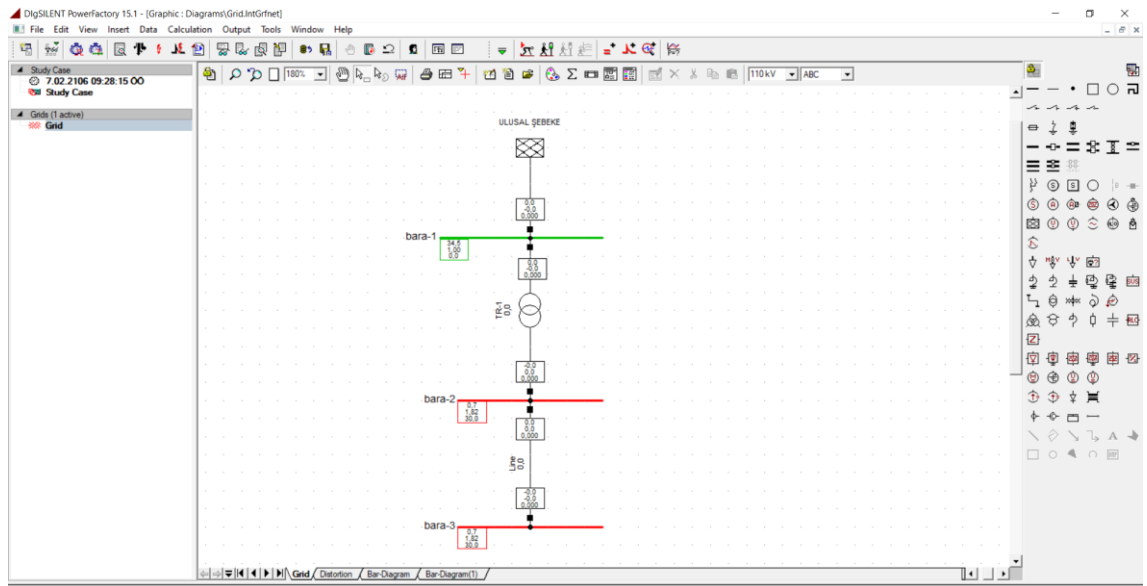 DIgSILENT PowerFactory 15.1 - [Graphic : Diagrams\Grid.IntGrfnet]
File Edit View Insert Data Calculation Output Tools Window Help
180%
110 kV
ABC
Study Case
7.02.2106 09:28:15 ÖÖ
Study Case
Grids (1 active)
Grid
ULUSAL ŞEBEKE
0,0
-0,0
0,000
bara-1
34,5
1,00
0,0
0,0
-0,0
0,000
TR-1
0,0
-0,0
0,0
0,000
bara-2
0,7
1,82
30,0
0,0
0,0
0,000
Line
0,0
-0,0
-0,0
0,000
bara-3
0,7
1,82
30,0
Grid Distortion Bar-Diagram Bar-Diagram(1)